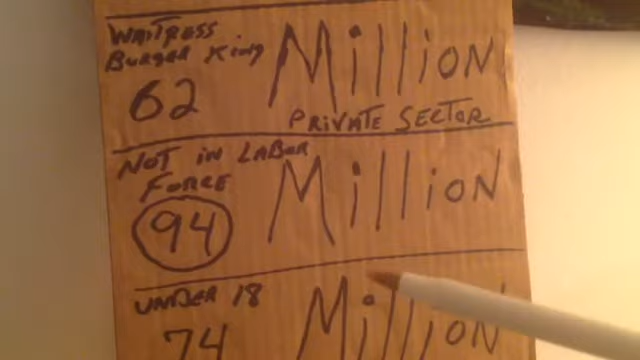 WAITRESS
BURGER King
62 Million
PRIVATE SECTOR
NOT IN LABOR
FORCE
94 Million
UNDER 18
74 Million